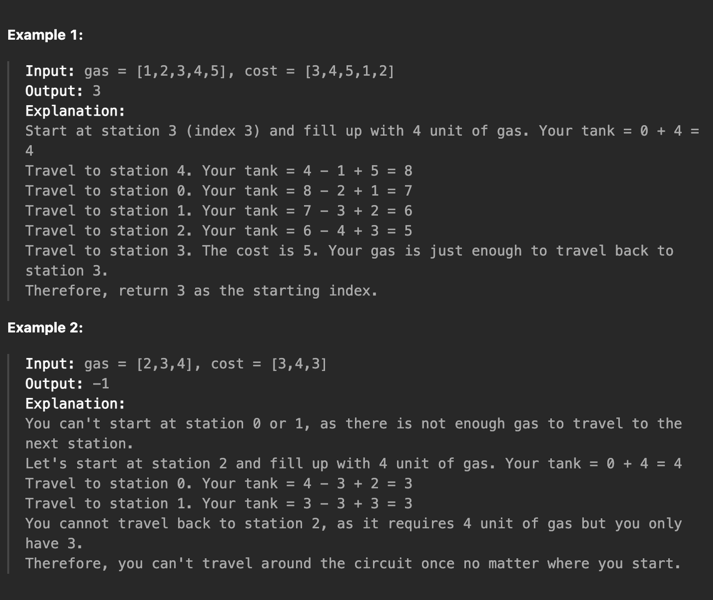 Example 1:
Input: gas = [1,2,3,4,5], cost = [3,4,5,1,2]
Output: 3
Explanation:
Start at station 3 (index 3) and fill up with 4 unit of gas. Your tank = 0 + 4 =
4
Travel to station 4. Your tank = 4 - 1 + 5 = 8
Travel to station 0. Your tank = 8 - 2 + 1 = 7
Travel to station 1. Your tank = 7 - 3 + 2 = 6
Travel to station 2. Your tank = 6 - 4 + 3 = 5
Travel to station 3. The cost is 5. Your gas is just enough to travel back to
station 3.
Therefore, return 3 as the starting index.
Example 2:
Input: gas = [2,3,4], cost = [3,4,3]
Output: -1
Explanation:
You can't start at station 0 or 1, as there is not enough gas to travel to the
next station.
Let's start at station 2 and fill up with 4 unit of gas. Your tank = 0 + 4 = 4
Travel to station 0. Your tank = 4 - 3 + 2 = 3
Travel to station 1. Your tank = 3 - 3 + 3 = 3
You cannot travel back to station 2, as it requires 4 unit of gas but you only
have 3.
Therefore, you can't travel around the circuit once no matter where you start.